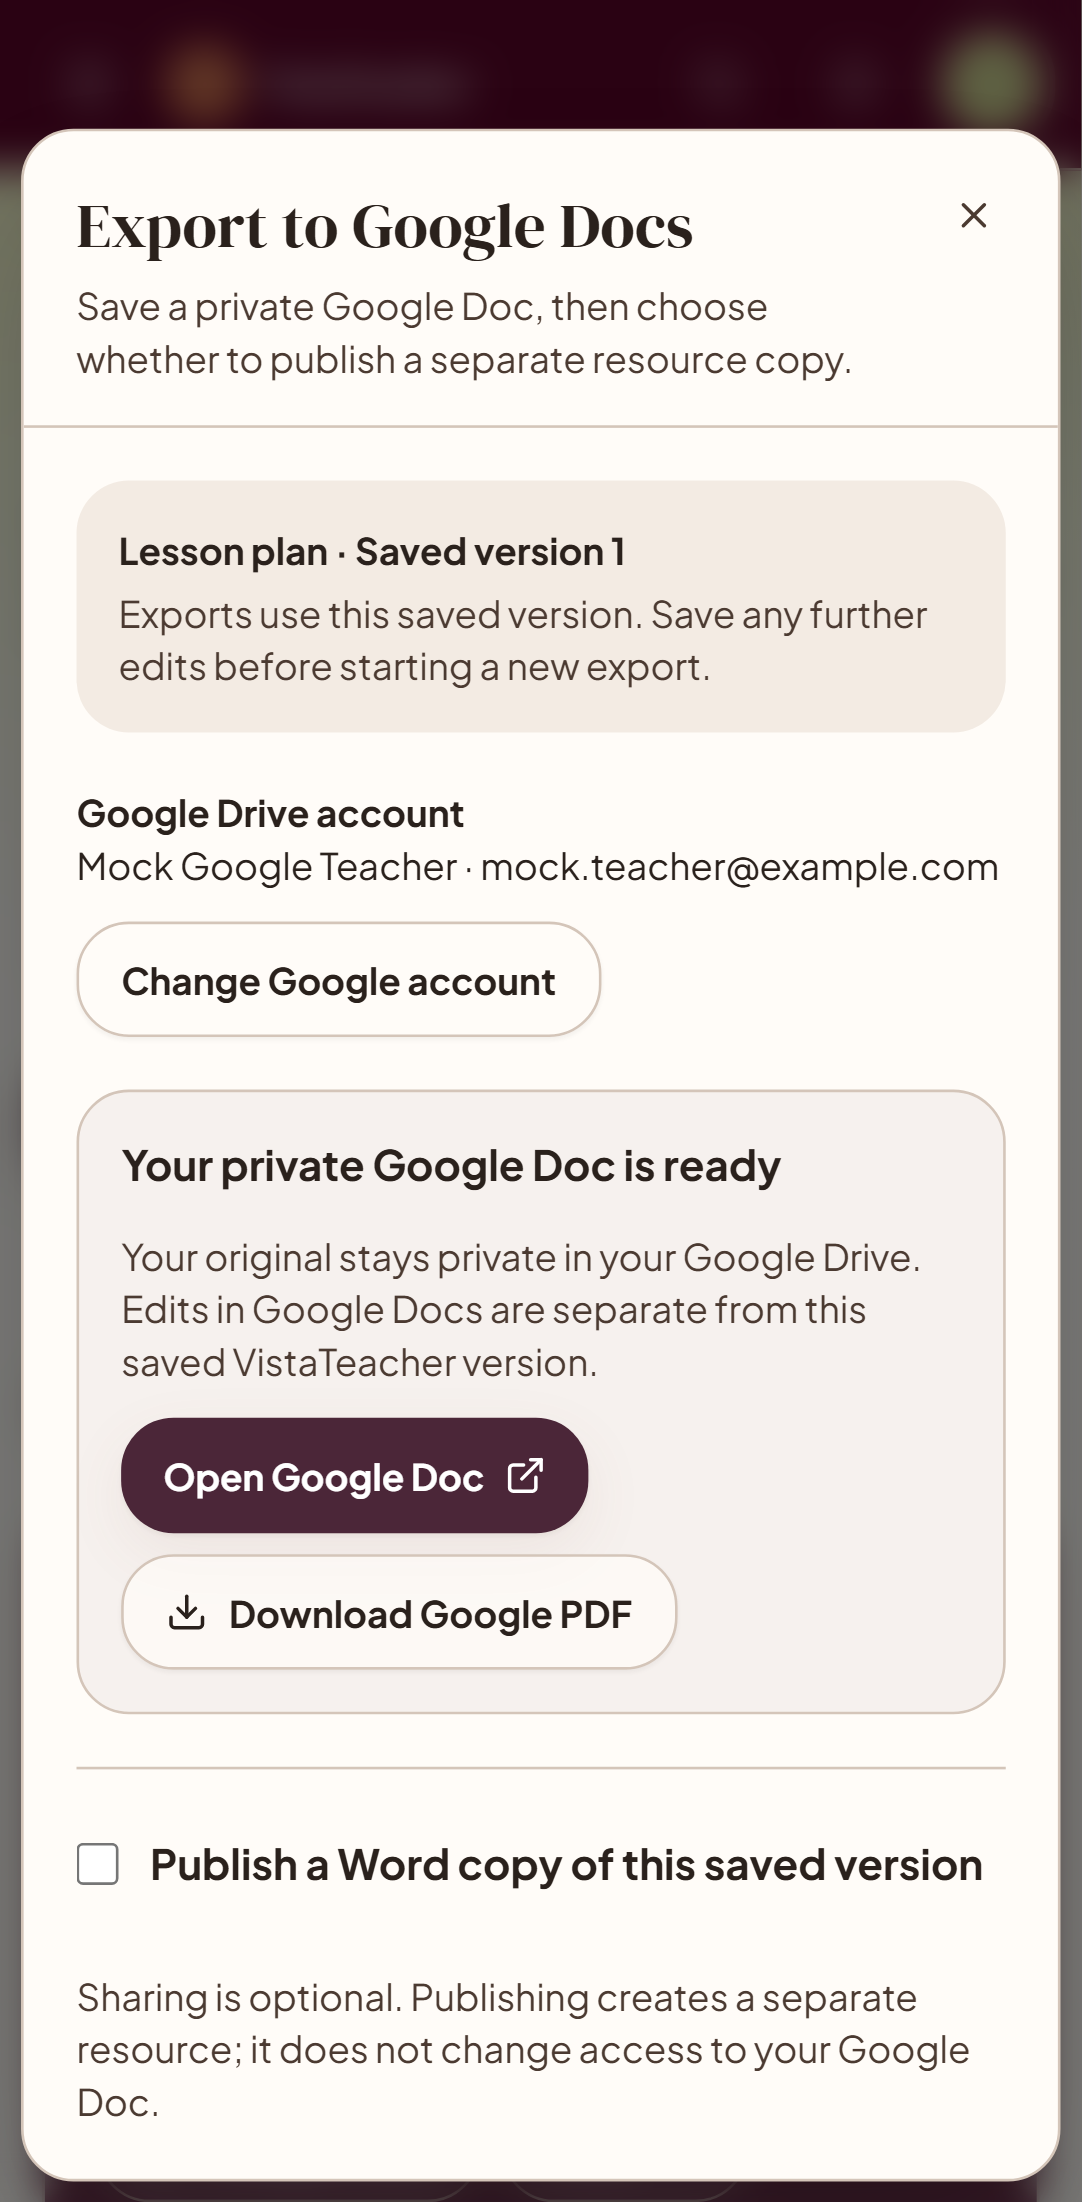 Export to Google Docs
Save a private Google Doc, then choose
whether to publish a separate resource copy.
Lesson plan · Saved version 1
Exports use this saved version. Save any further
edits before starting a new export.
Google Drive account
Mock Google Teacher · mock.teacher@example.com
Change Google account
Your private Google Doc is ready
Your original stays private in your Google Drive.
Edits in Google Docs are separate from this
saved VistaTeacher version.
Open Google Doc
Download Google PDF
Publish a Word copy of this saved version
Sharing is optional. Publishing creates a separate
resource; it does not change access to your Google
Doc.